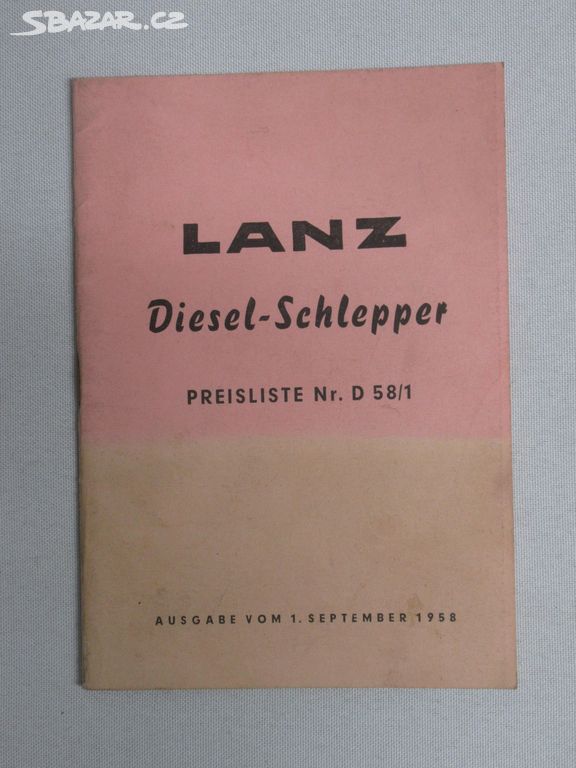 SBAZAR.CZ
LANZ
Diesel-Schlepper
PREISLISTE Nr. D 58/1
AUSGABE VOM 1. SEPTEMBER 1958